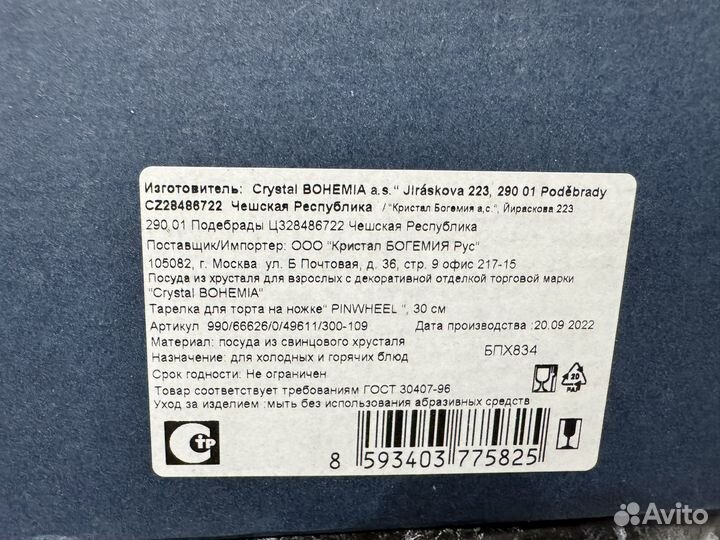 Изготовитель: Crystal BOHEMIA a.s." Jiráskova 223, 290 01 Poděbrady
CZ28486722 Чешская Республика / "Кристал Богемия а,с.", Йираскова 223
290 01 Подебрады ЦЗ28486722 Чешская Республика
Поставщик/Импортер: ООО "Кристал БОГЕМИЯ Рус"
105082, г. Москва ул. Б Почтовая, д. 36, стр. 9 офис 217-15
Посуда из хрусталя для взрослых с декоративной отделкой торговой марки
"Crystal BOHEMIA"
Тарелка для торта на ножке" PINWHEEL ", 30 см
Артикул 990/66626/0/49611/300-109 Дата производства :20.09 2022
Материал: посуда из свинцового хрусталя
БПХ834
Назначение: для холодных и горячих блюд
Срок годности: Не ограничен
Товар соответствует требованиям ГОСТ 30407-96
Уход за изделием :мыть без использования абразивных средств
20
PAP
Ctp
8 593403 775825
Avito